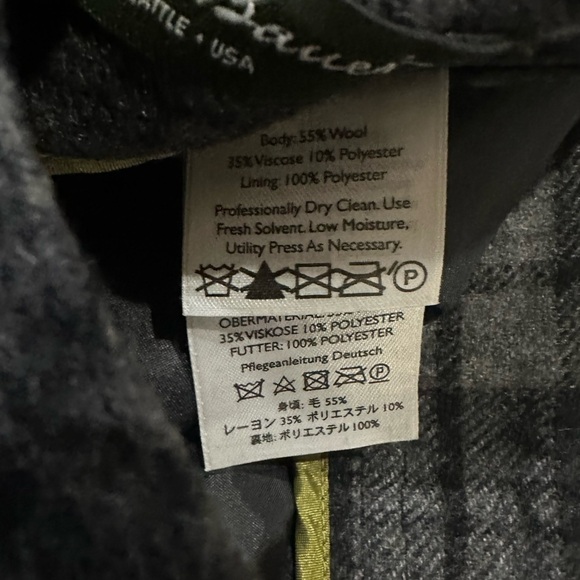 Bauer
SEATTLE • USA
Body: 55% Wool
35% Viscose 10% Polyester
Lining: 100% Polyester
Professionally Dry Clean. Use
Fresh Solvent. Low Moisture,
Utility Press As Necessary.
P
OBERMATERIAL: 55%
35%VISKOSE 10% POLYESTER
FUTTER: 100% POLYESTER
Pflegeanleitung Deutsch
P
身頃: 毛 55%
レーヨン 35% ポリエステル 10%
裏地: ポリエステル 100%